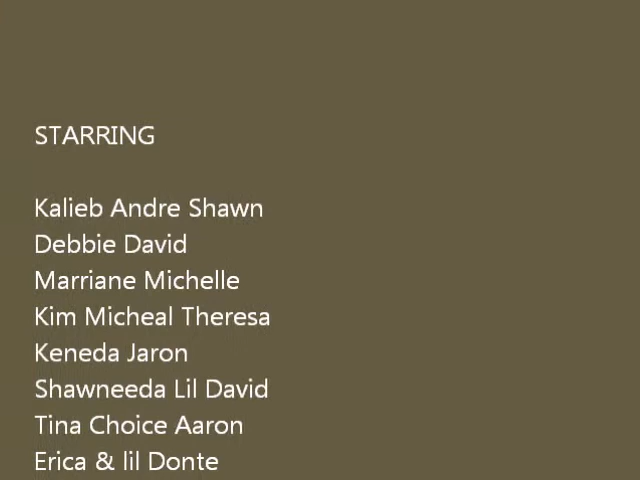 STARRING
Kalieb Andre Shawn
Debbie David
Marriane Michelle
Kim Micheal Theresa
Keneda Jaron
Shawneeda Lil David
Tina Choice Aaron
Erica & lil Donte